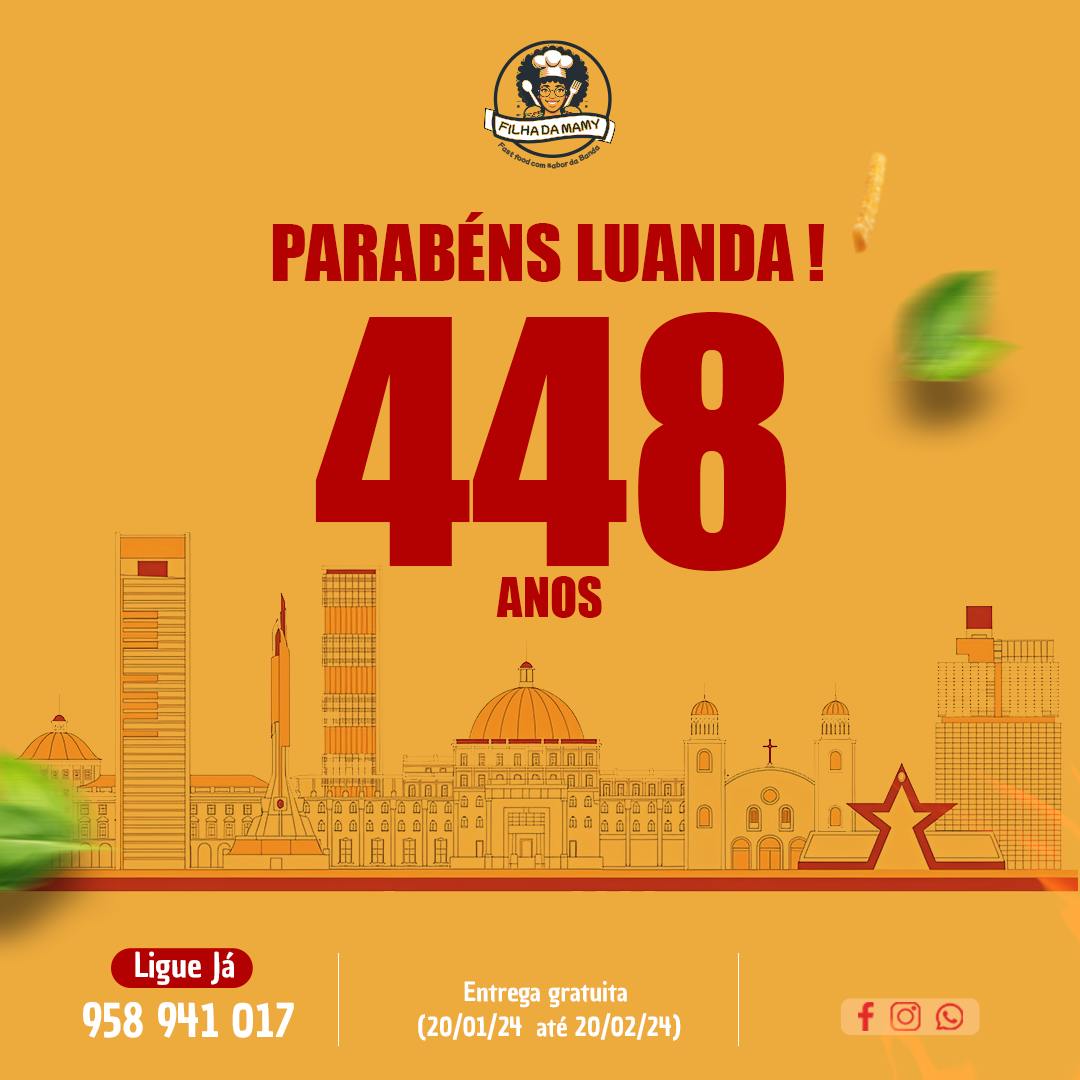 FILHA DA MAMY
Fast food com sabor da Banda
PARABÉNS LUANDA !
448
ANOS
Ligue Já
958 941 017
Entrega gratuita
(20/01/24 até 20/02/24)